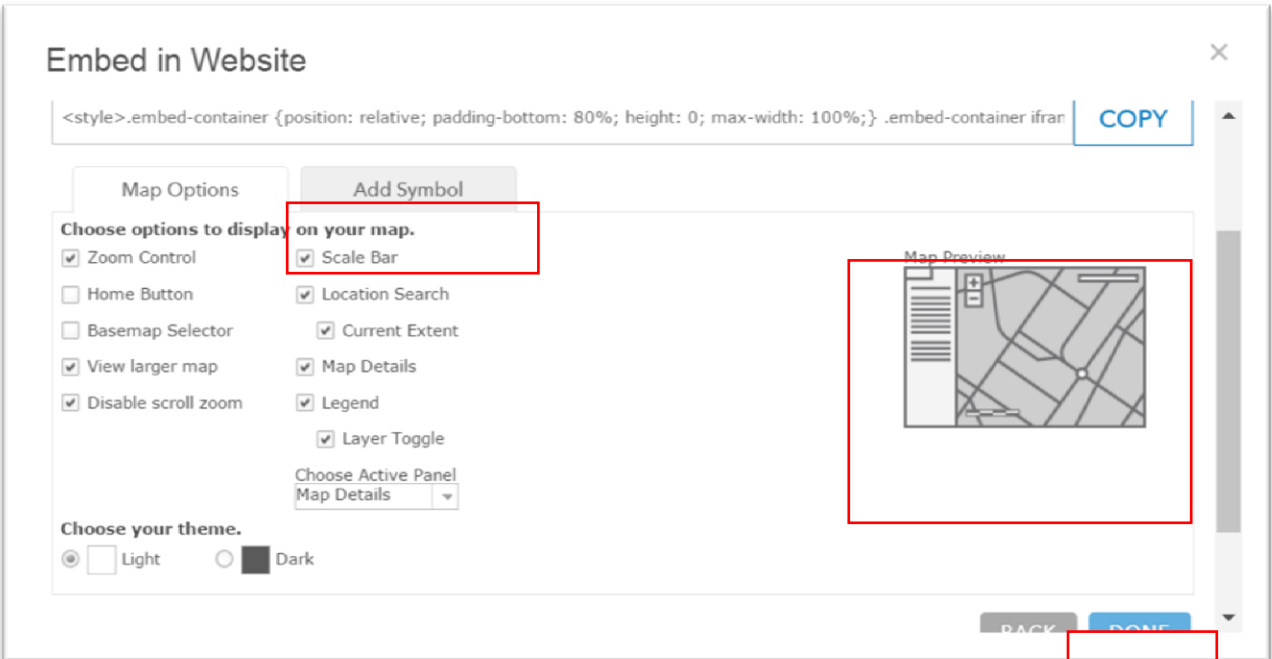 Embed in Website
<style>.embed-container {position: relative; padding-bottom: 80%; height: 0; max-width: 100%;} .embed-container ifran
COPY
Map Options
Add Symbol
Choose options to display on your map.
Zoom Control
Scale Bar
Map Preview
Home Button
Location Search
Basemap Selector
Current Extent
View larger map
Map Details
Disable scroll zoom
Legend
Layer Toggle
Choose Active Panel
Map Details
Choose your theme.
Light
Dark
BACK
DONE